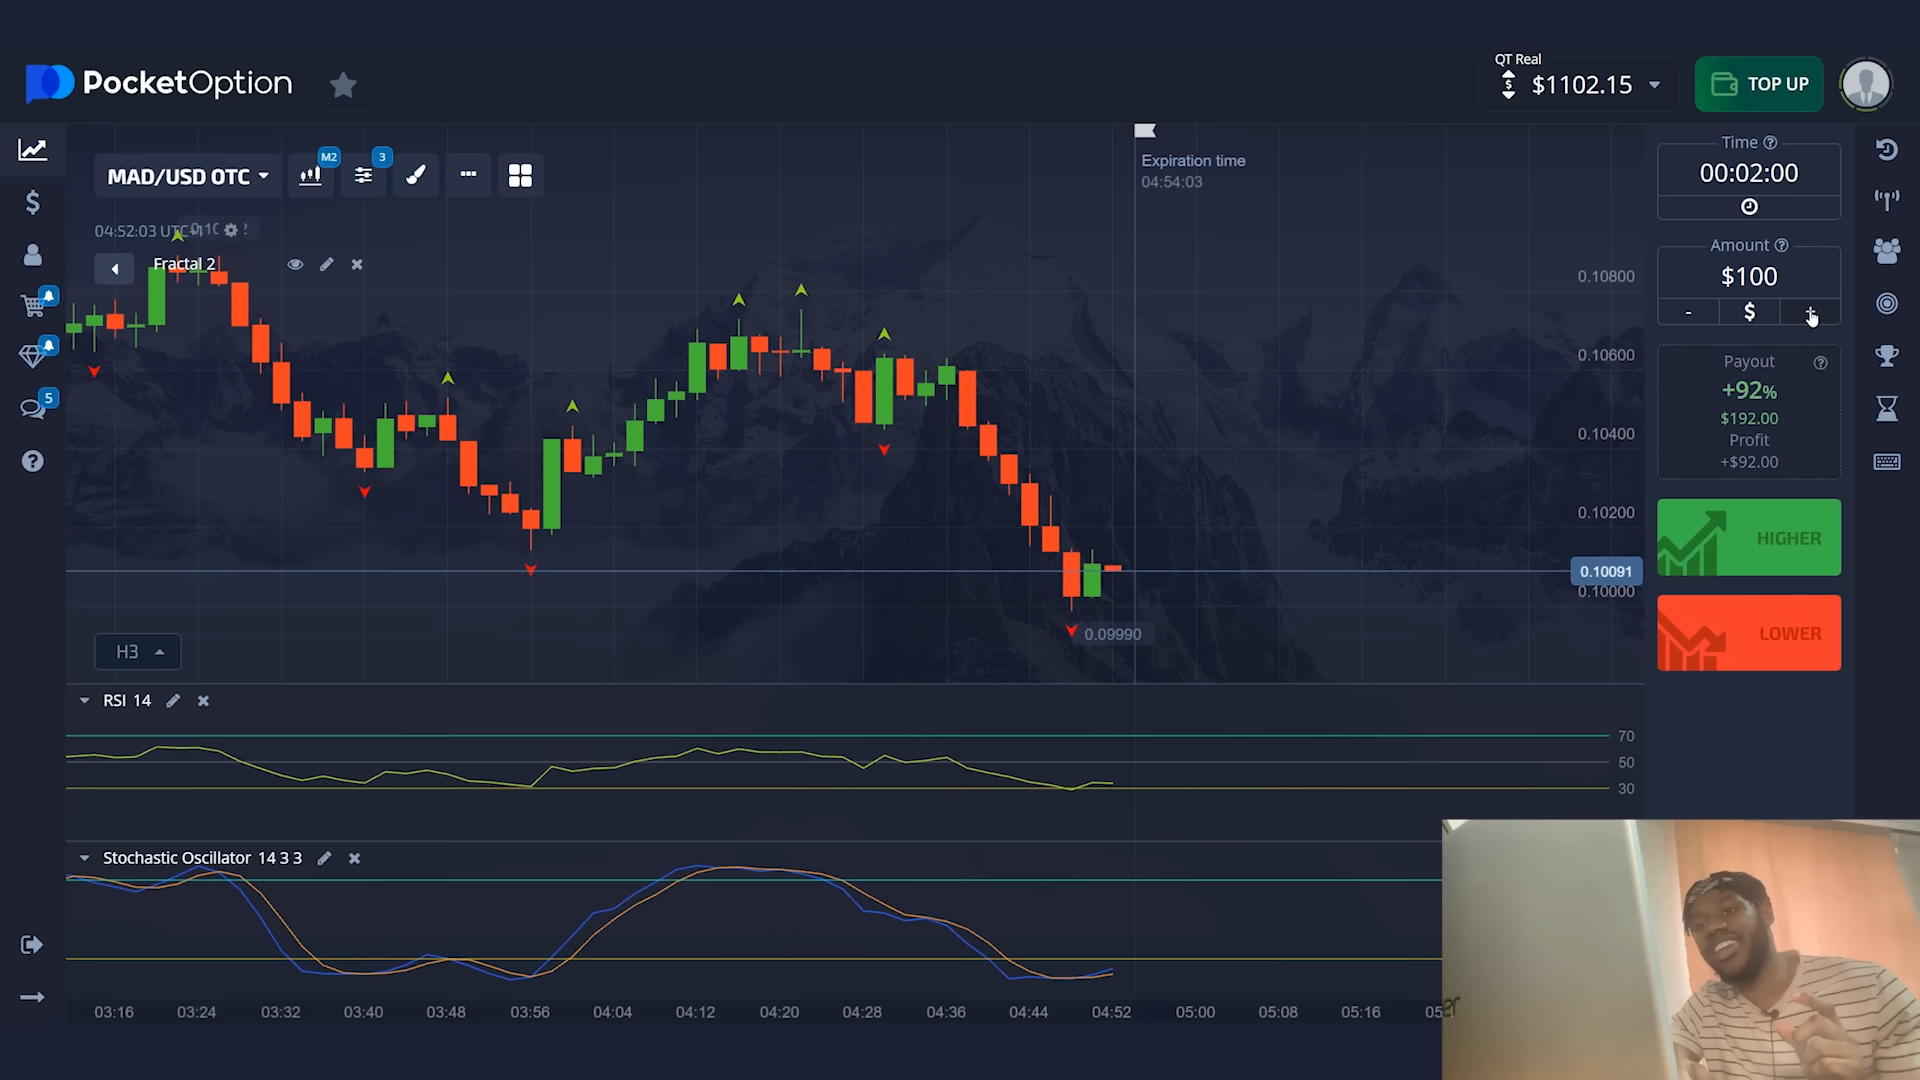 PocketOption
QT Real
$1102.15
TOP UP
MAD/USD OTC
M2
3
Expiration time
04:54:03
Time
00:02:00
Amount
$100
- $ +
04:52:03 UTC+1
Fractal 2
0.10800
0.10600
0.10400
0.10200
0.10091
0.10000
0.09990
Payout
+92%
$192.00
Profit
+$92.00
HIGHER
LOWER
5
H3
RSI 14
70
50
30
Stochastic Oscillator 14 3 3
03:16 03:24 03:32 03:40 03:48 03:56 04:04 04:12 04:20 04:28 04:36 04:44 04:52 05:00 05:08 05:16